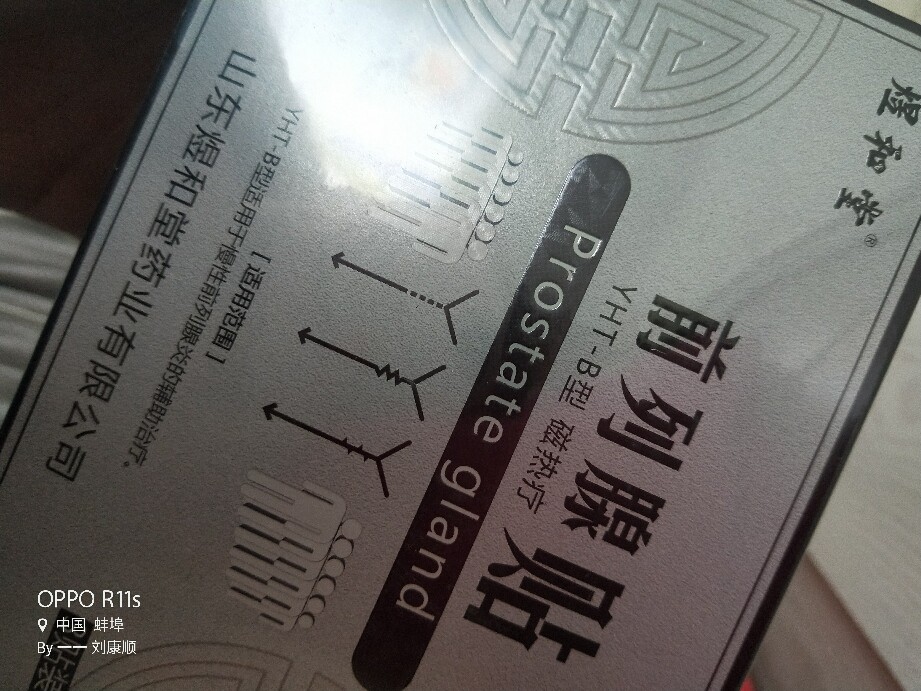 煜和堂®
前列腺贴
YHT-B型 磁热疗
Prostate gland
【适用范围】
YHT-B型适用于慢性前列腺炎的辅助治疗。
山东煜和堂药业有限公司
贴装
OPPO R11s
中国 蚌埠
By 一一 刘康顺